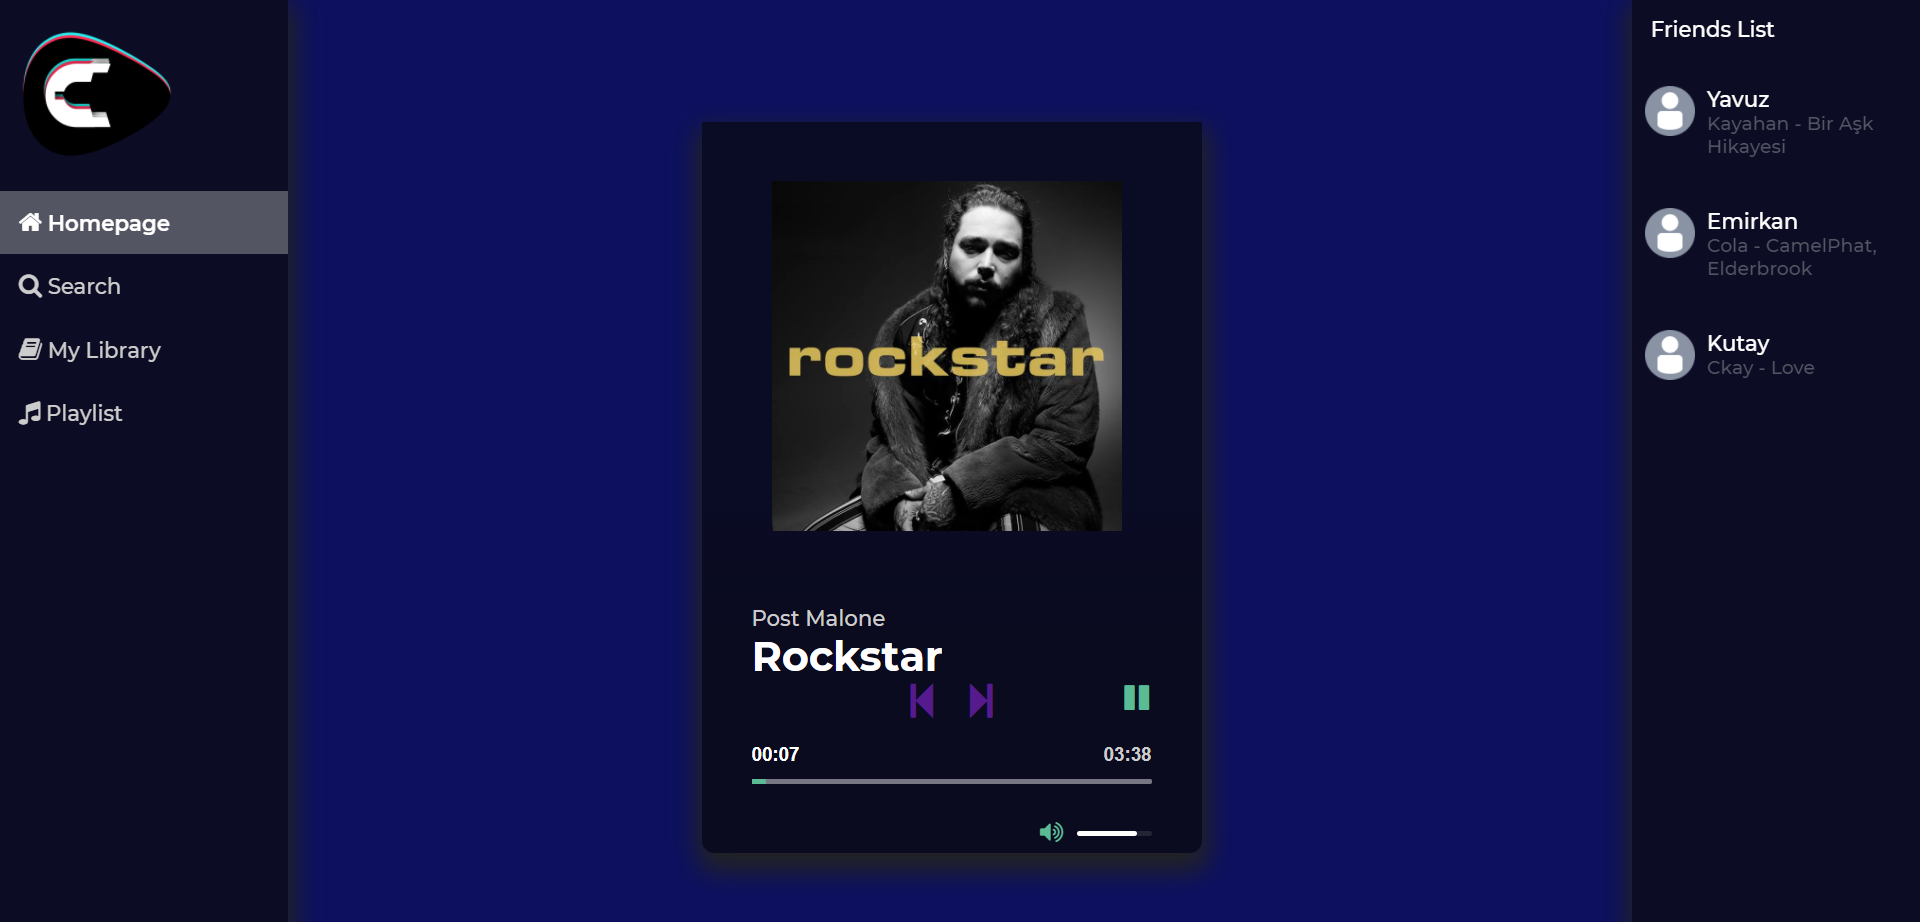 Homepage
Search
My Library
Playlist
rockstar
Post Malone
Rockstar
00:07
03:38
Friends List
Yavuz
Kayahan - Bir Aşk
Hikayesi
Emirkan
Cola - CamelPhat,
Elderbrook
Kutay
Ckay - Love